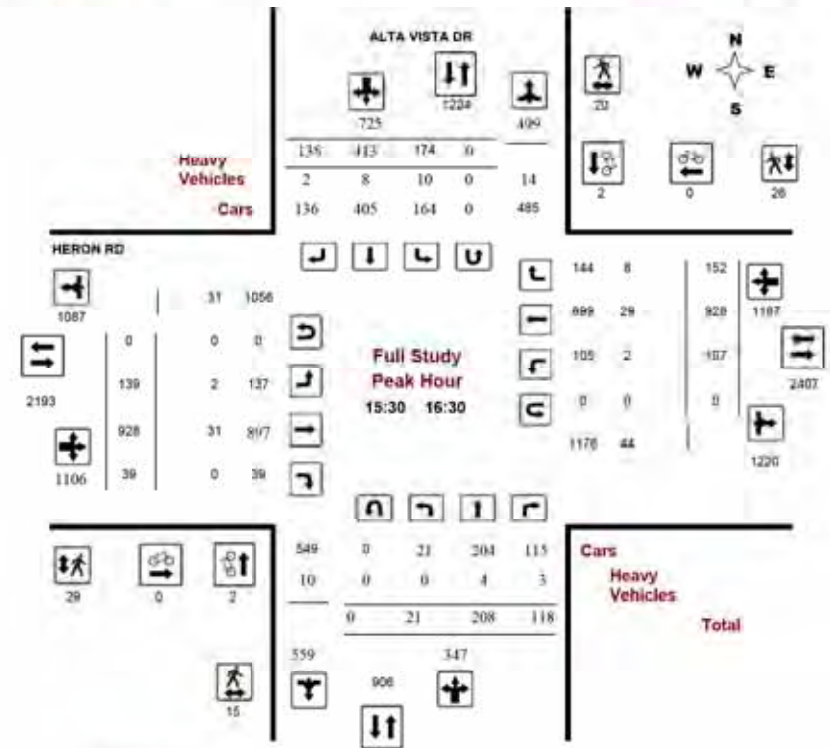 ALTA VISTA DR
N
W E
S
1224
725 499
20
138 413 174 0
Heavy
Vehicles 2 8 10 0 14
Cars 136 405 164 0 485
2 0 26
HERON RD
1087
31 1056
144 8 152
1187
0 0 0
899 29 928
Full Study
Peak Hour
15:30 16:30
139 2 137
105 2 107
2193
2407
928 31 897
0 0 0
1106
39 0 39
1176 44
1220
549 0 21 204 115 Cars
10 0 0 4 3 Heavy
Vehicles
29 0 2
0 21 208 118 Total
559 347
906
15